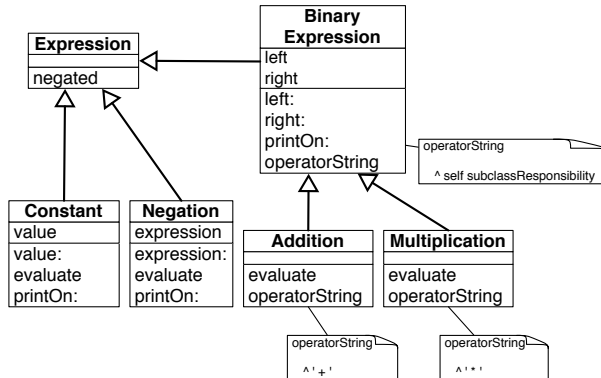 Expression
negated
Binary
Expression
left
right
left:
right:
printOn:
operatorString
operatorString
^ self subclassResponsibility
Constant
value
value:
evaluate
printOn:
Negation
expression
expression:
evaluate
printOn:
Addition
evaluate
operatorString
Multiplication
evaluate
operatorString
operatorString
^ ' + '
operatorString
^ ' * '